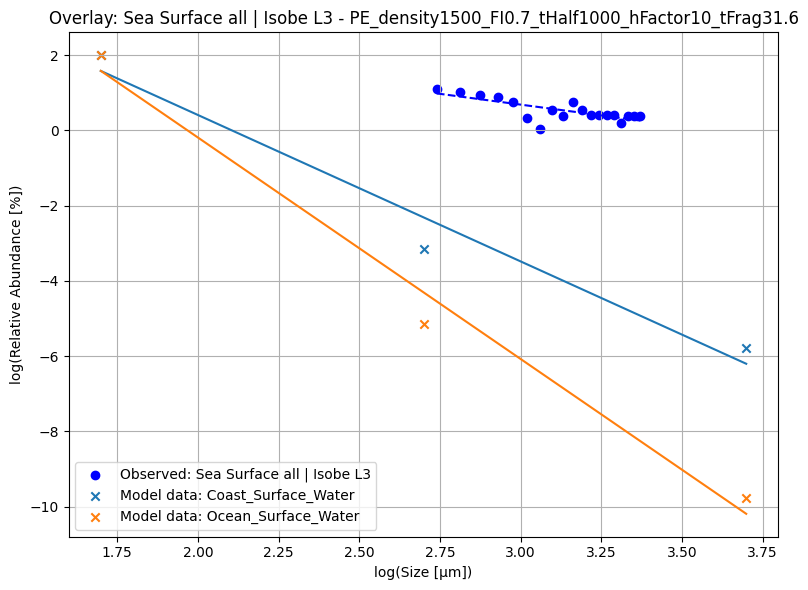 Overlay: Sea Surface all | Isobe L3 - PE_density1500_FI0.7_tHalf1000_hFactor10_tFrag31.6
log(Relative Abundance [%])
2
0
−2
−4
−6
−8
−10
Observed: Sea Surface all | Isobe L3
Model data: Coast_Surface_Water
Model data: Ocean_Surface_Water
1.75 2.00 2.25 2.50 2.75 3.00 3.25 3.50 3.75
log(Size [μm])